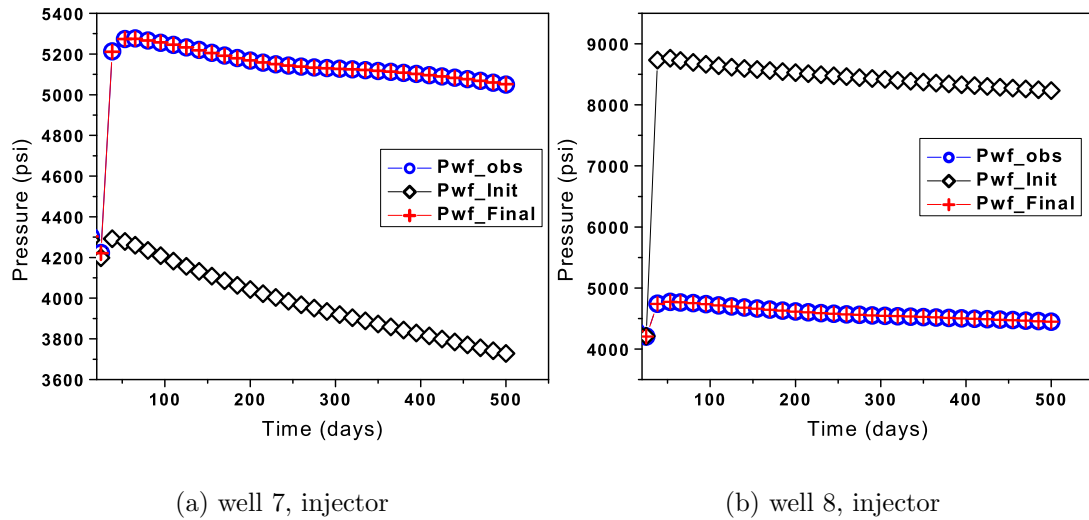 5400
5200
5000
4800
4600
4400
4200
4000
3800
3600
Pressure (psi)
100
200
300
400
500
Time (days)
Pwf_obs
Pwf_Init
Pwf_Final
(a) well 7, injector
9000
8000
7000
6000
5000
4000
Pressure (psi)
100
200
300
400
500
Time (days)
Pwf_obs
Pwf_Init
Pwf_Final
(b) well 8, injector